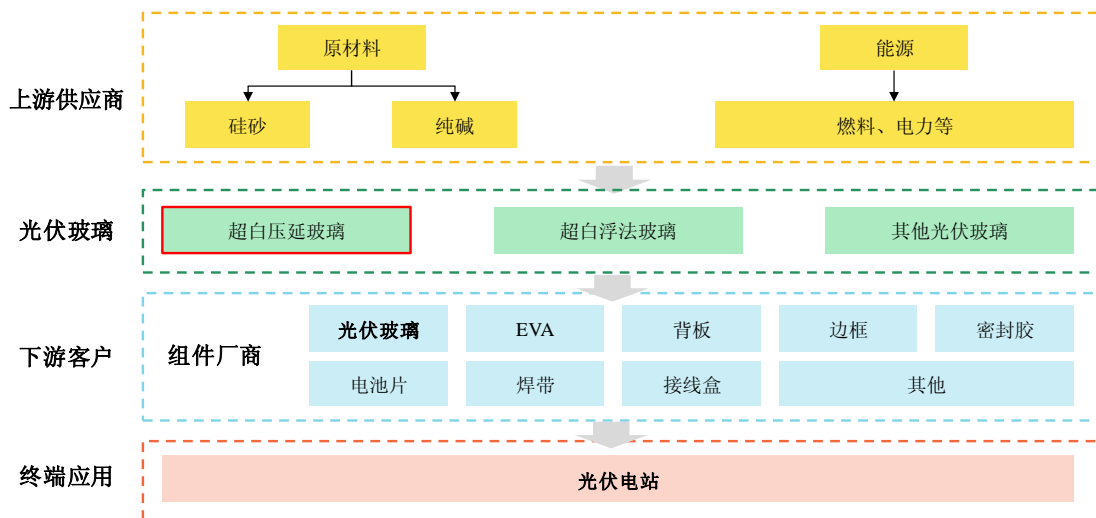 上游供应商
原材料
能源
硅砂
纯碱
燃料、电力等
光伏玻璃
超白压延玻璃
超白浮法玻璃
其他光伏玻璃
下游客户
组件厂商
光伏玻璃
EVA
背板
边框
密封胶
电池片
焊带
接线盒
其他
终端应用
光伏电站